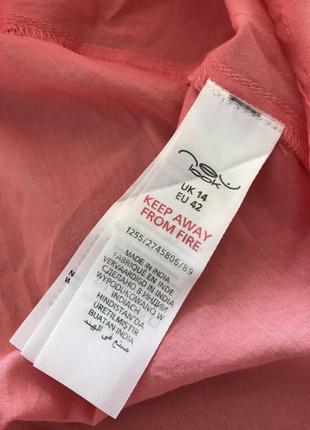 new look
UK 14
EU 42
KEEP AWAY
FROM FIRE
1255/2745806/89
MADE IN INDIA
FABRIQUÉ EN INDE
VERVAARDIGD IN INDIA
СДЕЛАНО В ИНДИИ
WYPRODUKOWANO W
INDIACH
HINDISTAN'DA
ÜRETILMISTIR
BUATAN INDIA
صنع في الهند